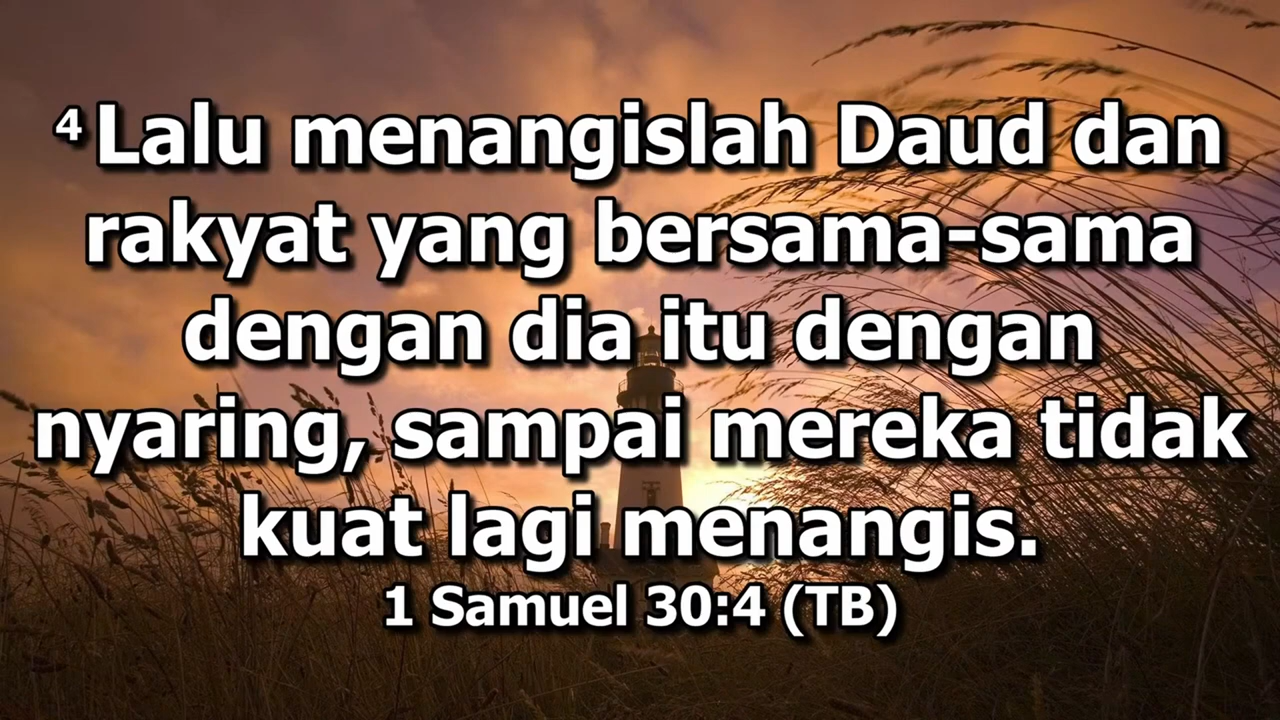 ⁴ Lalu menangislah Daud dan
rakyat yang bersama-sama
dengan dia itu dengan
nyaring, sampai mereka tidak
kuat lagi menangis.
1 Samuel 30:4 (TB)